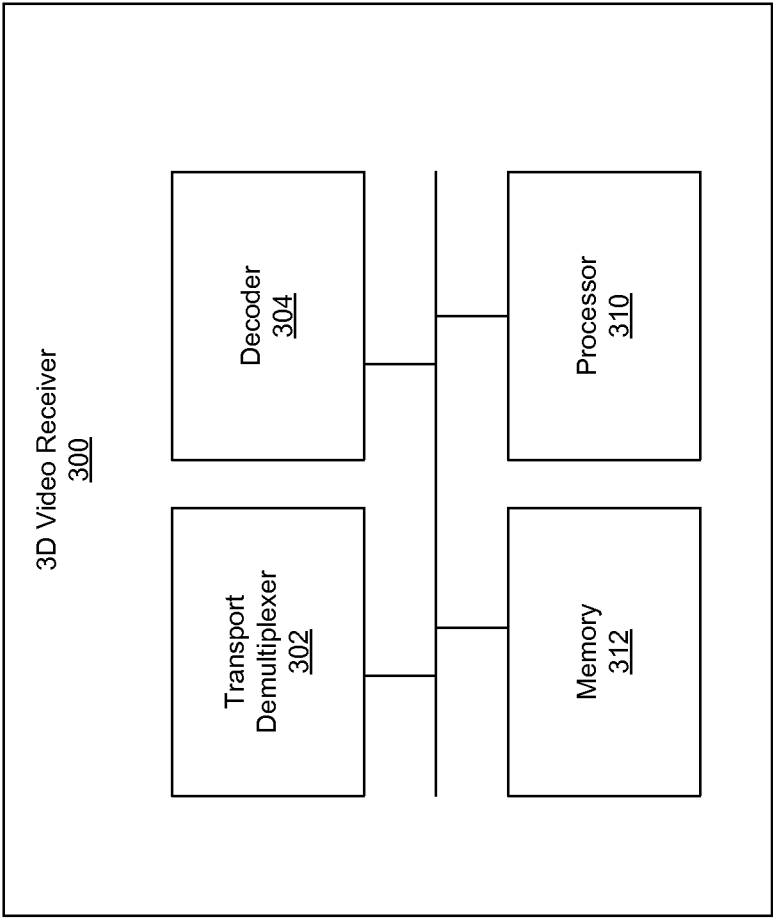 3D Video Receiver
300
Transport
Demultiplexer
302
Decoder
304
Memory
312
Processor
310